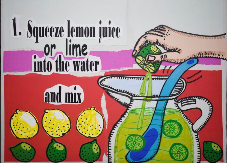 1. Squeeze lemon juice
or lime
into the water
and mix